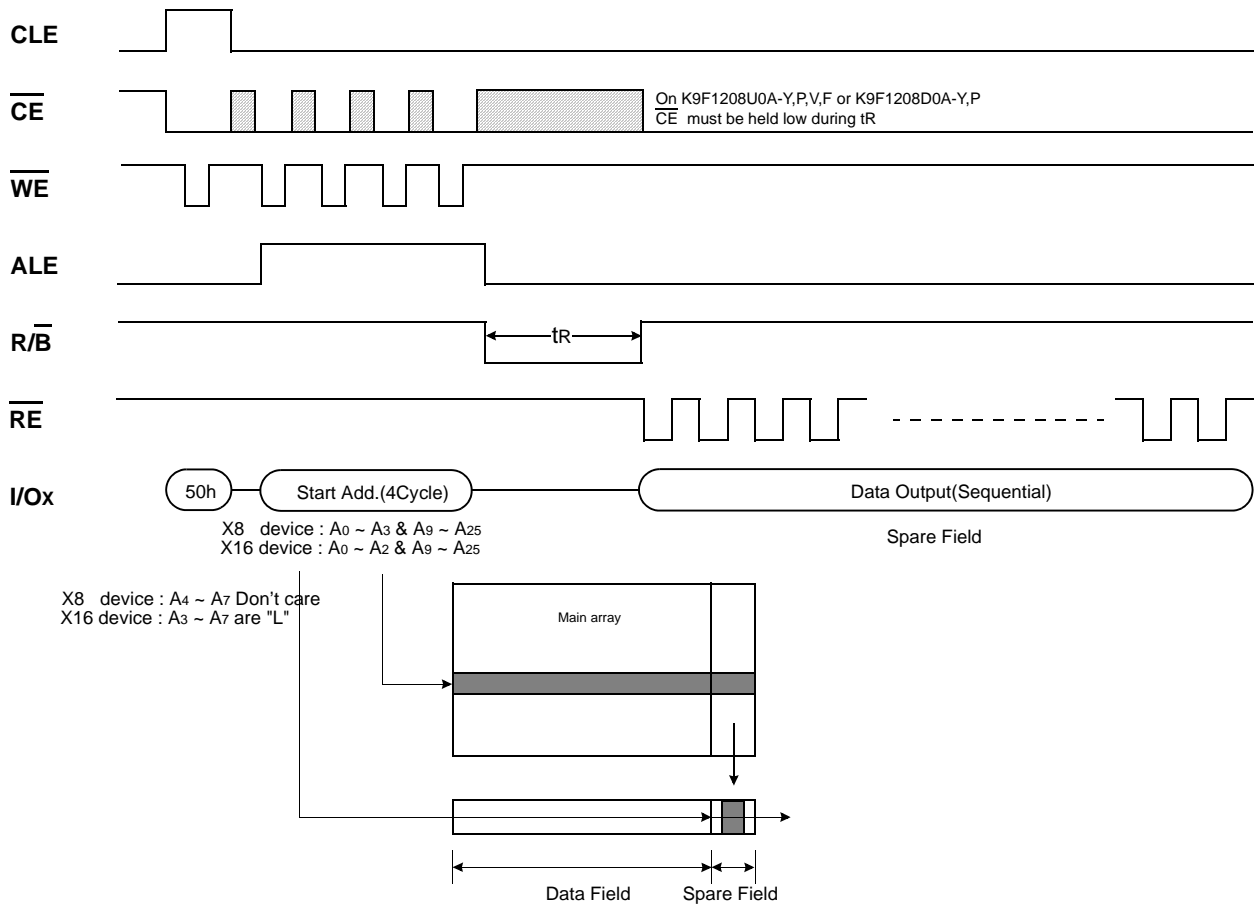 CLE
CE
On K9F1208U0A-Y,P,V,F or K9F1208D0A-Y,P
CE must be held low during tR
WE
ALE
R/B
tR
RE
I/Ox
50h
Start Add.(4Cycle)
Data Output(Sequential)
X8 device : A0 ~ A3 & A9 ~ A25
X16 device : A0 ~ A2 & A9 ~ A25
Spare Field
X8 device : A4 ~ A7 Don't care
X16 device : A3 ~ A7 are "L"
Main array
Data Field
Spare Field